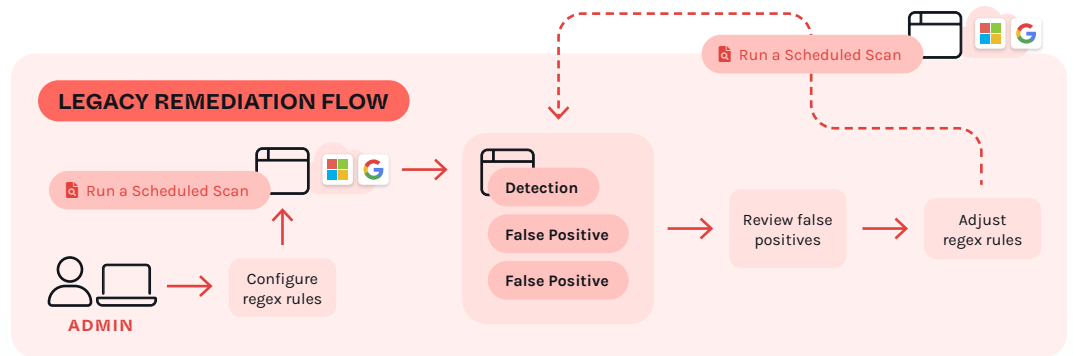 Run a Scheduled Scan
LEGACY REMEDIATION FLOW
Run a Scheduled Scan
ADMIN
Configure
regex rules
Detection
False Positive
False Positive
Review false
positives
Adjust
regex rules